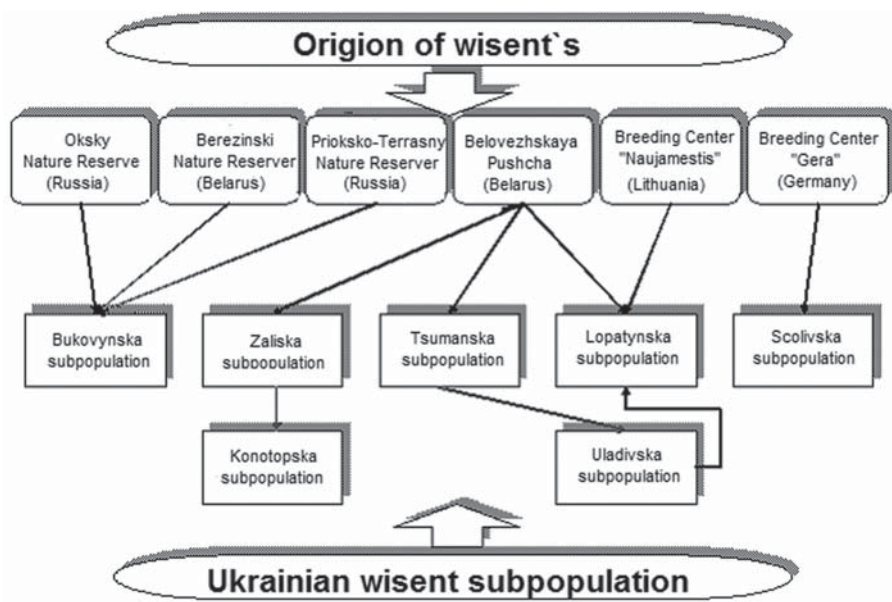 Origion of wisent`s
Oksky
Nature Reserve
(Russia)
Berezinski
Nature Reserver
(Belarus)
Prioksko-Terrasny
Nature Reserver
(Russia)
Belovezhskaya
Pushcha
(Belarus)
Breeding Center
"Naujamestis"
(Lithuania)
Breeding Center
"Gera"
(Germany)
Bukovynska
subpopulation
Zaliska
subpopulation
Tsumanska
subpopulation
Lopatynska
subpopulation
Scolivska
subpopulation
Konotopska
subpopulation
Uladivska
subpopulation
Ukrainian wisent subpopulation